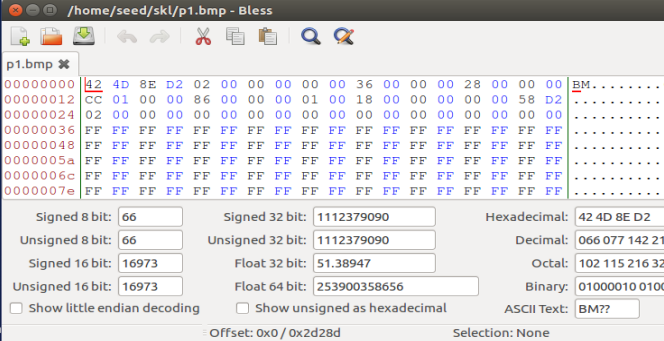 /home/seed/skl/p1.bmp - Bless
p1.bmp
00000000 42 4D 8E D2 02 00 00 00 00 00 36 00 00 00 28 00 00 00 BM........
00000012 CC 01 00 00 86 00 00 00 01 00 18 00 00 00 00 00 58 D2 ..........
00000024 02 00 00 00 00 00 00 00 00 00 00 00 00 00 00 00 00 00 ..........
00000036 FF FF FF FF FF FF FF FF FF FF FF FF FF FF FF FF FF FF ..........
00000048 FF FF FF FF FF FF FF FF FF FF FF FF FF FF FF FF FF FF ..........
0000005a FF FF FF FF FF FF FF FF FF FF FF FF FF FF FF FF FF FF ..........
0000006c FF FF FF FF FF FF FF FF FF FF FF FF FF FF FF FF FF FF ..........
0000007e FF FF FF FF FF FF FF FF FF FF FF FF FF FF FF FF FF FF ..........
Signed 8 bit: 66 Signed 32 bit: 1112379090 Hexadecimal: 42 4D 8E D2
Unsigned 8 bit: 66 Unsigned 32 bit: 1112379090 Decimal: 066 077 142 21
Signed 16 bit: 16973 Float 32 bit: 51.38947 Octal: 102 115 216 32
Unsigned 16 bit: 16973 Float 64 bit: 253900358656 Binary: 01000010 0100
Show little endian decoding Show unsigned as hexadecimal ASCII Text: BM??
Offset: 0x0 / 0x2d28d Selection: None